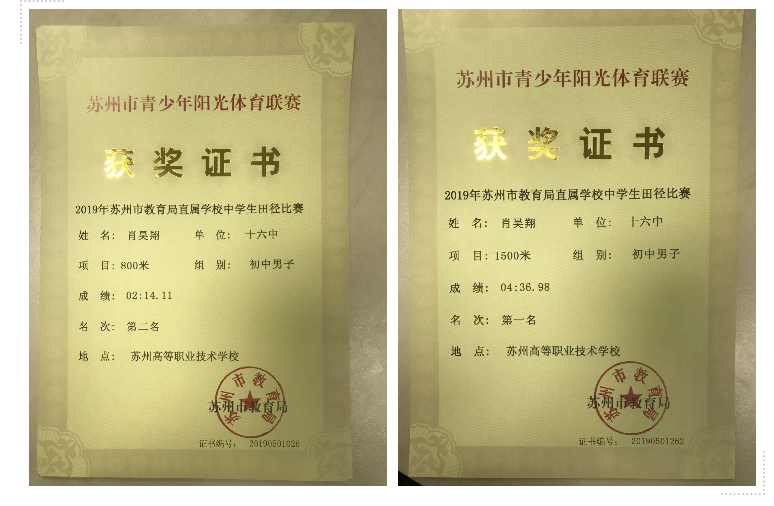 苏州市青少年阳光体育联赛
获奖证书
2019年苏州市教育局直属学校中学生田径比赛
姓 名: 肖昊翔 单 位: 十六中
项 目: 800米 组 别: 初中男子
成 绩: 02:14.11
名 次: 第二名
地 点: 苏州高等职业技术学校
苏州市教育局
苏州市教育局
证书编号: 20190501026
苏州市青少年阳光体育联赛
获奖证书
2019年苏州市教育局直属学校中学生田径比赛
姓 名: 肖昊翔 单 位: 十六中
项 目: 1500米 组 别: 初中男子
成 绩: 04:36.98
名 次: 第一名
地 点: 苏州高等职业技术学校
苏州市教育局
苏州市教育局
证书编号: 20190501262